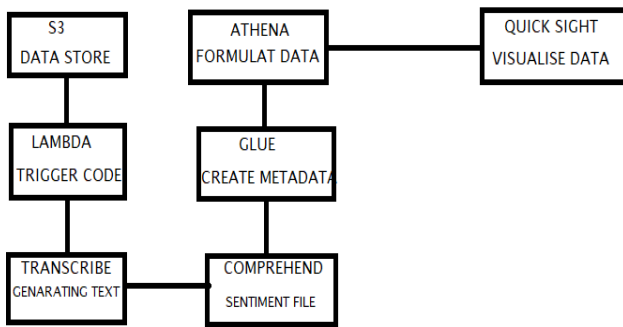 S3
DATA STORE
LAMBDA
TRIGGER CODE
TRANSCRIBE
GENARATING TEXT
COMPREHEND
SENTIMENT FILE
GLUE
CREATE METADATA
ATHENA
FORMULAT DATA
QUICK SIGHT
VISUALISE DATA